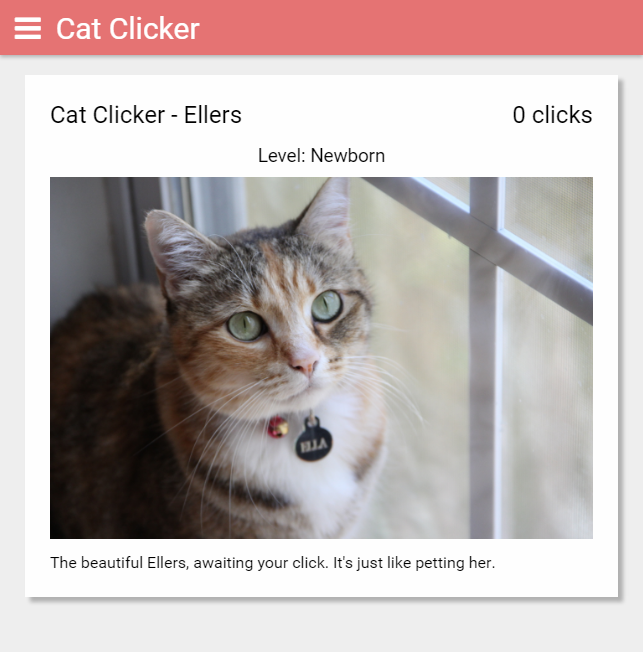 Cat Clicker
Cat Clicker - Ellers
0 clicks
Level: Newborn
ELLA
The beautiful Ellers, awaiting your click. It's just like petting her.